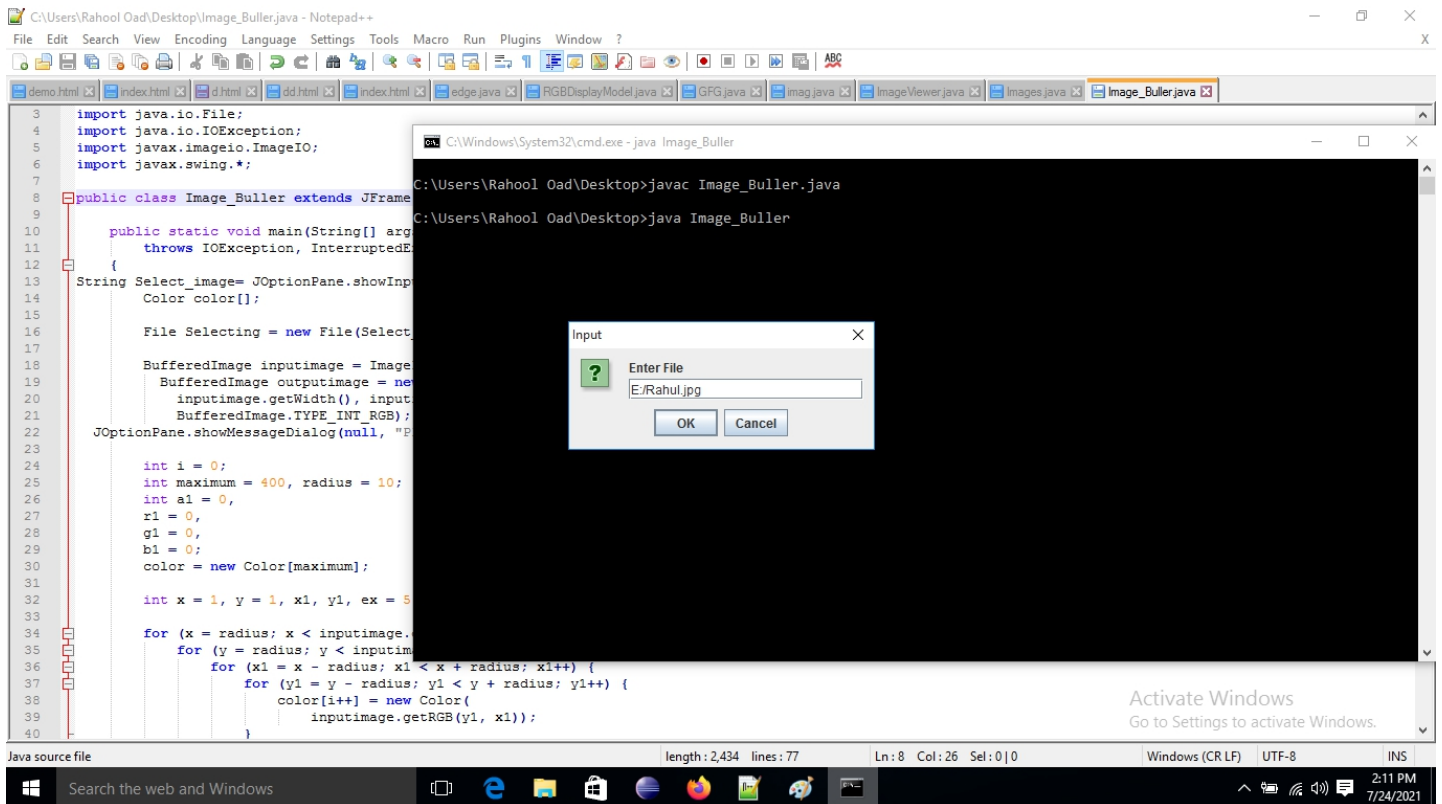 C:\Users\Rahool Oad\Desktop\Image_Buller.java - Notepad++
File Edit Search View Encoding Language Settings Tools Macro Run Plugins Window ? X
ABC
demo.html index.html d.html dd.html index.html edge.java RGBDisplayModel.java GFG.java imag.java ImageViewer.java Images.java Image_Buller.java
3 import java.io.File;
4 import java.io.IOException;
5 import javax.imageio.ImageIO;
6 import javax.swing.*;
7
8 public class Image_Buller extends JFrame
9
10 public static void main(String[] arg
11 throws IOException, InterruptedE
12 {
13 String Select_image= JOptionPane.showInp
14 Color color[];
15
16 File Selecting = new File(Select_
17
18 BufferedImage inputimage = Image
19 BufferedImage outputimage = new
20 inputimage.getWidth(), input
21 BufferedImage.TYPE_INT_RGB);
22 JOptionPane.showMessageDialog(null, "P
23
24 int i = 0;
25 int maximum = 400, radius = 10;
26 int a1 = 0,
27 r1 = 0,
28 g1 = 0,
29 b1 = 0;
30 color = new Color[maximum];
31
32 int x = 1, y = 1, x1, y1, ex = 5
33
34 for (x = radius; x < inputimage.
35 for (y = radius; y < inputim
36 for (x1 = x - radius; x1 < x + radius; x1++) {
37 for (y1 = y - radius; y1 < y + radius; y1++) {
38 color[i++] = new Color(
39 inputimage.getRGB(y1, x1));
40 }
C:\Windows\System32\cmd.exe - java Image_Buller
C:\Users\Rahool Oad\Desktop>javac Image_Buller.java
C:\Users\Rahool Oad\Desktop>java Image_Buller
Input
Enter File
E:/Rahul.jpg
OK Cancel
Activate Windows
Go to Settings to activate Windows.
Java source file length : 2,434 lines : 77 Ln : 8 Col : 26 Sel : 0 | 0 Windows (CR LF) UTF-8 INS
Search the web and Windows
2:11 PM
7/24/2021